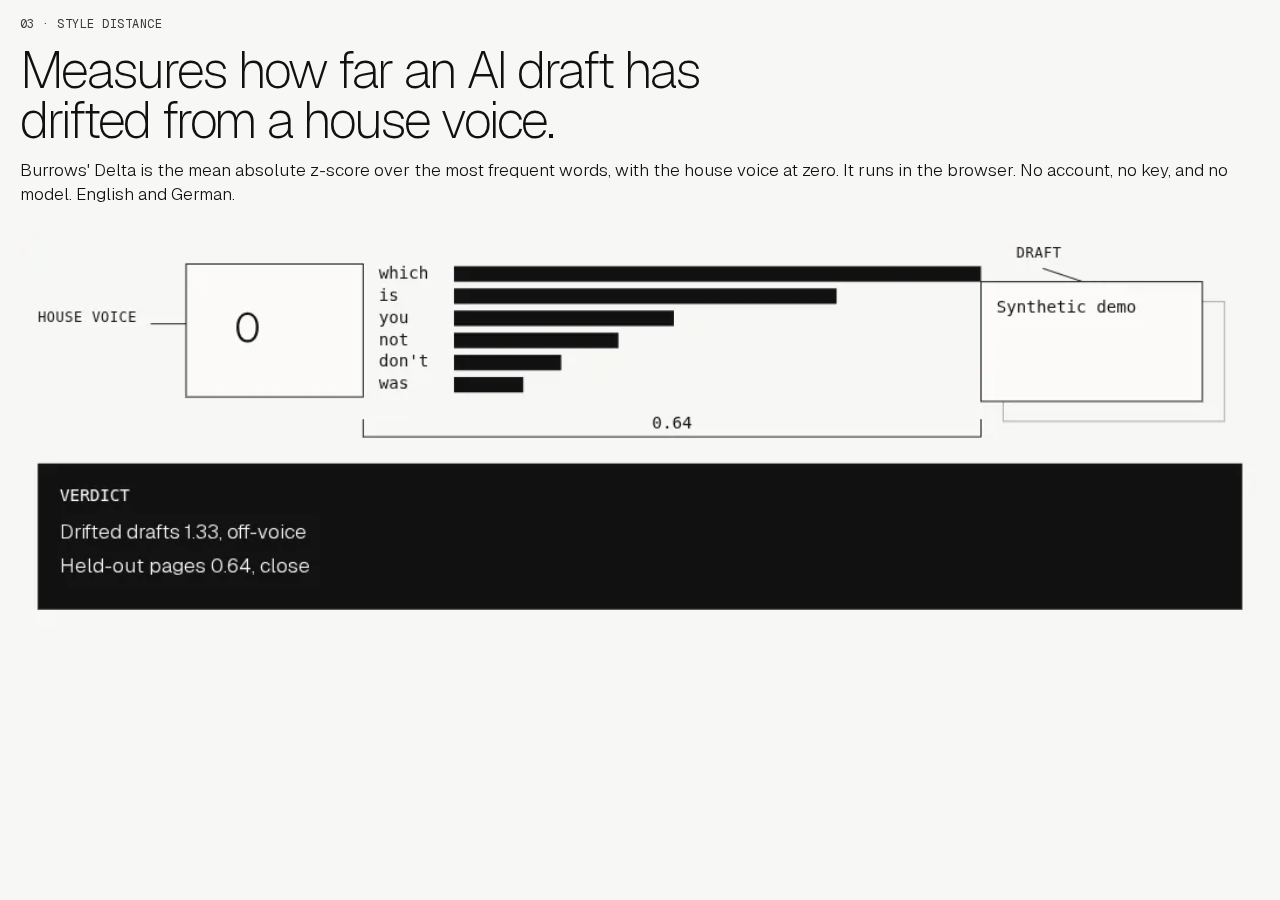 03 · STYLE DISTANCE
Measures how far an AI draft has
drifted from a house voice.
Burrows' Delta is the mean absolute z-score over the most frequent words, with the house voice at zero. It runs in the browser. No account, no key, and no
model. English and German.
DRAFT
HOUSE VOICE
0
which
is
you
not
don't
was
Synthetic demo
0.64
VERDICT
Drifted drafts 1.33, off-voice
Held-out pages 0.64, close